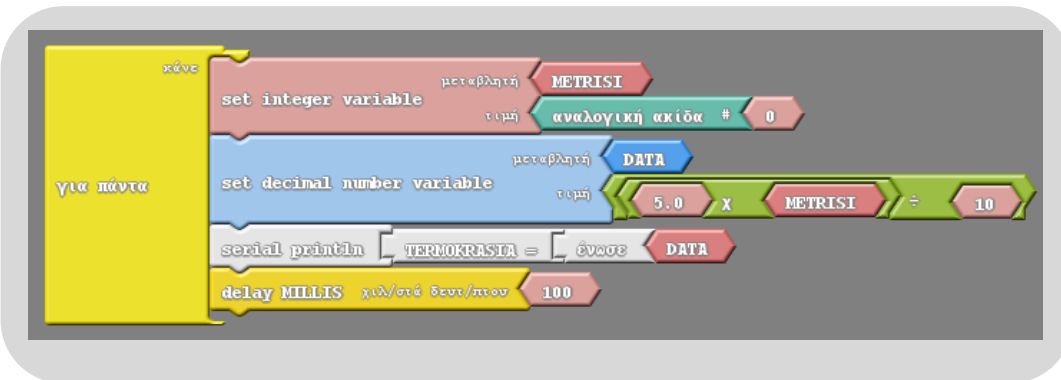 κάνε
μεταβλητή METRISI
set integer variable
τιμή αναλογική ακίδα # 0
μεταβλητή DATA
για πάντα
set decimal number variable
τιμή 5.0 X METRISI ÷ 10
serial println TERMOKRASIA = ένωσε DATA
delay MILLIS χιλ/στά δευτ/πτου 100